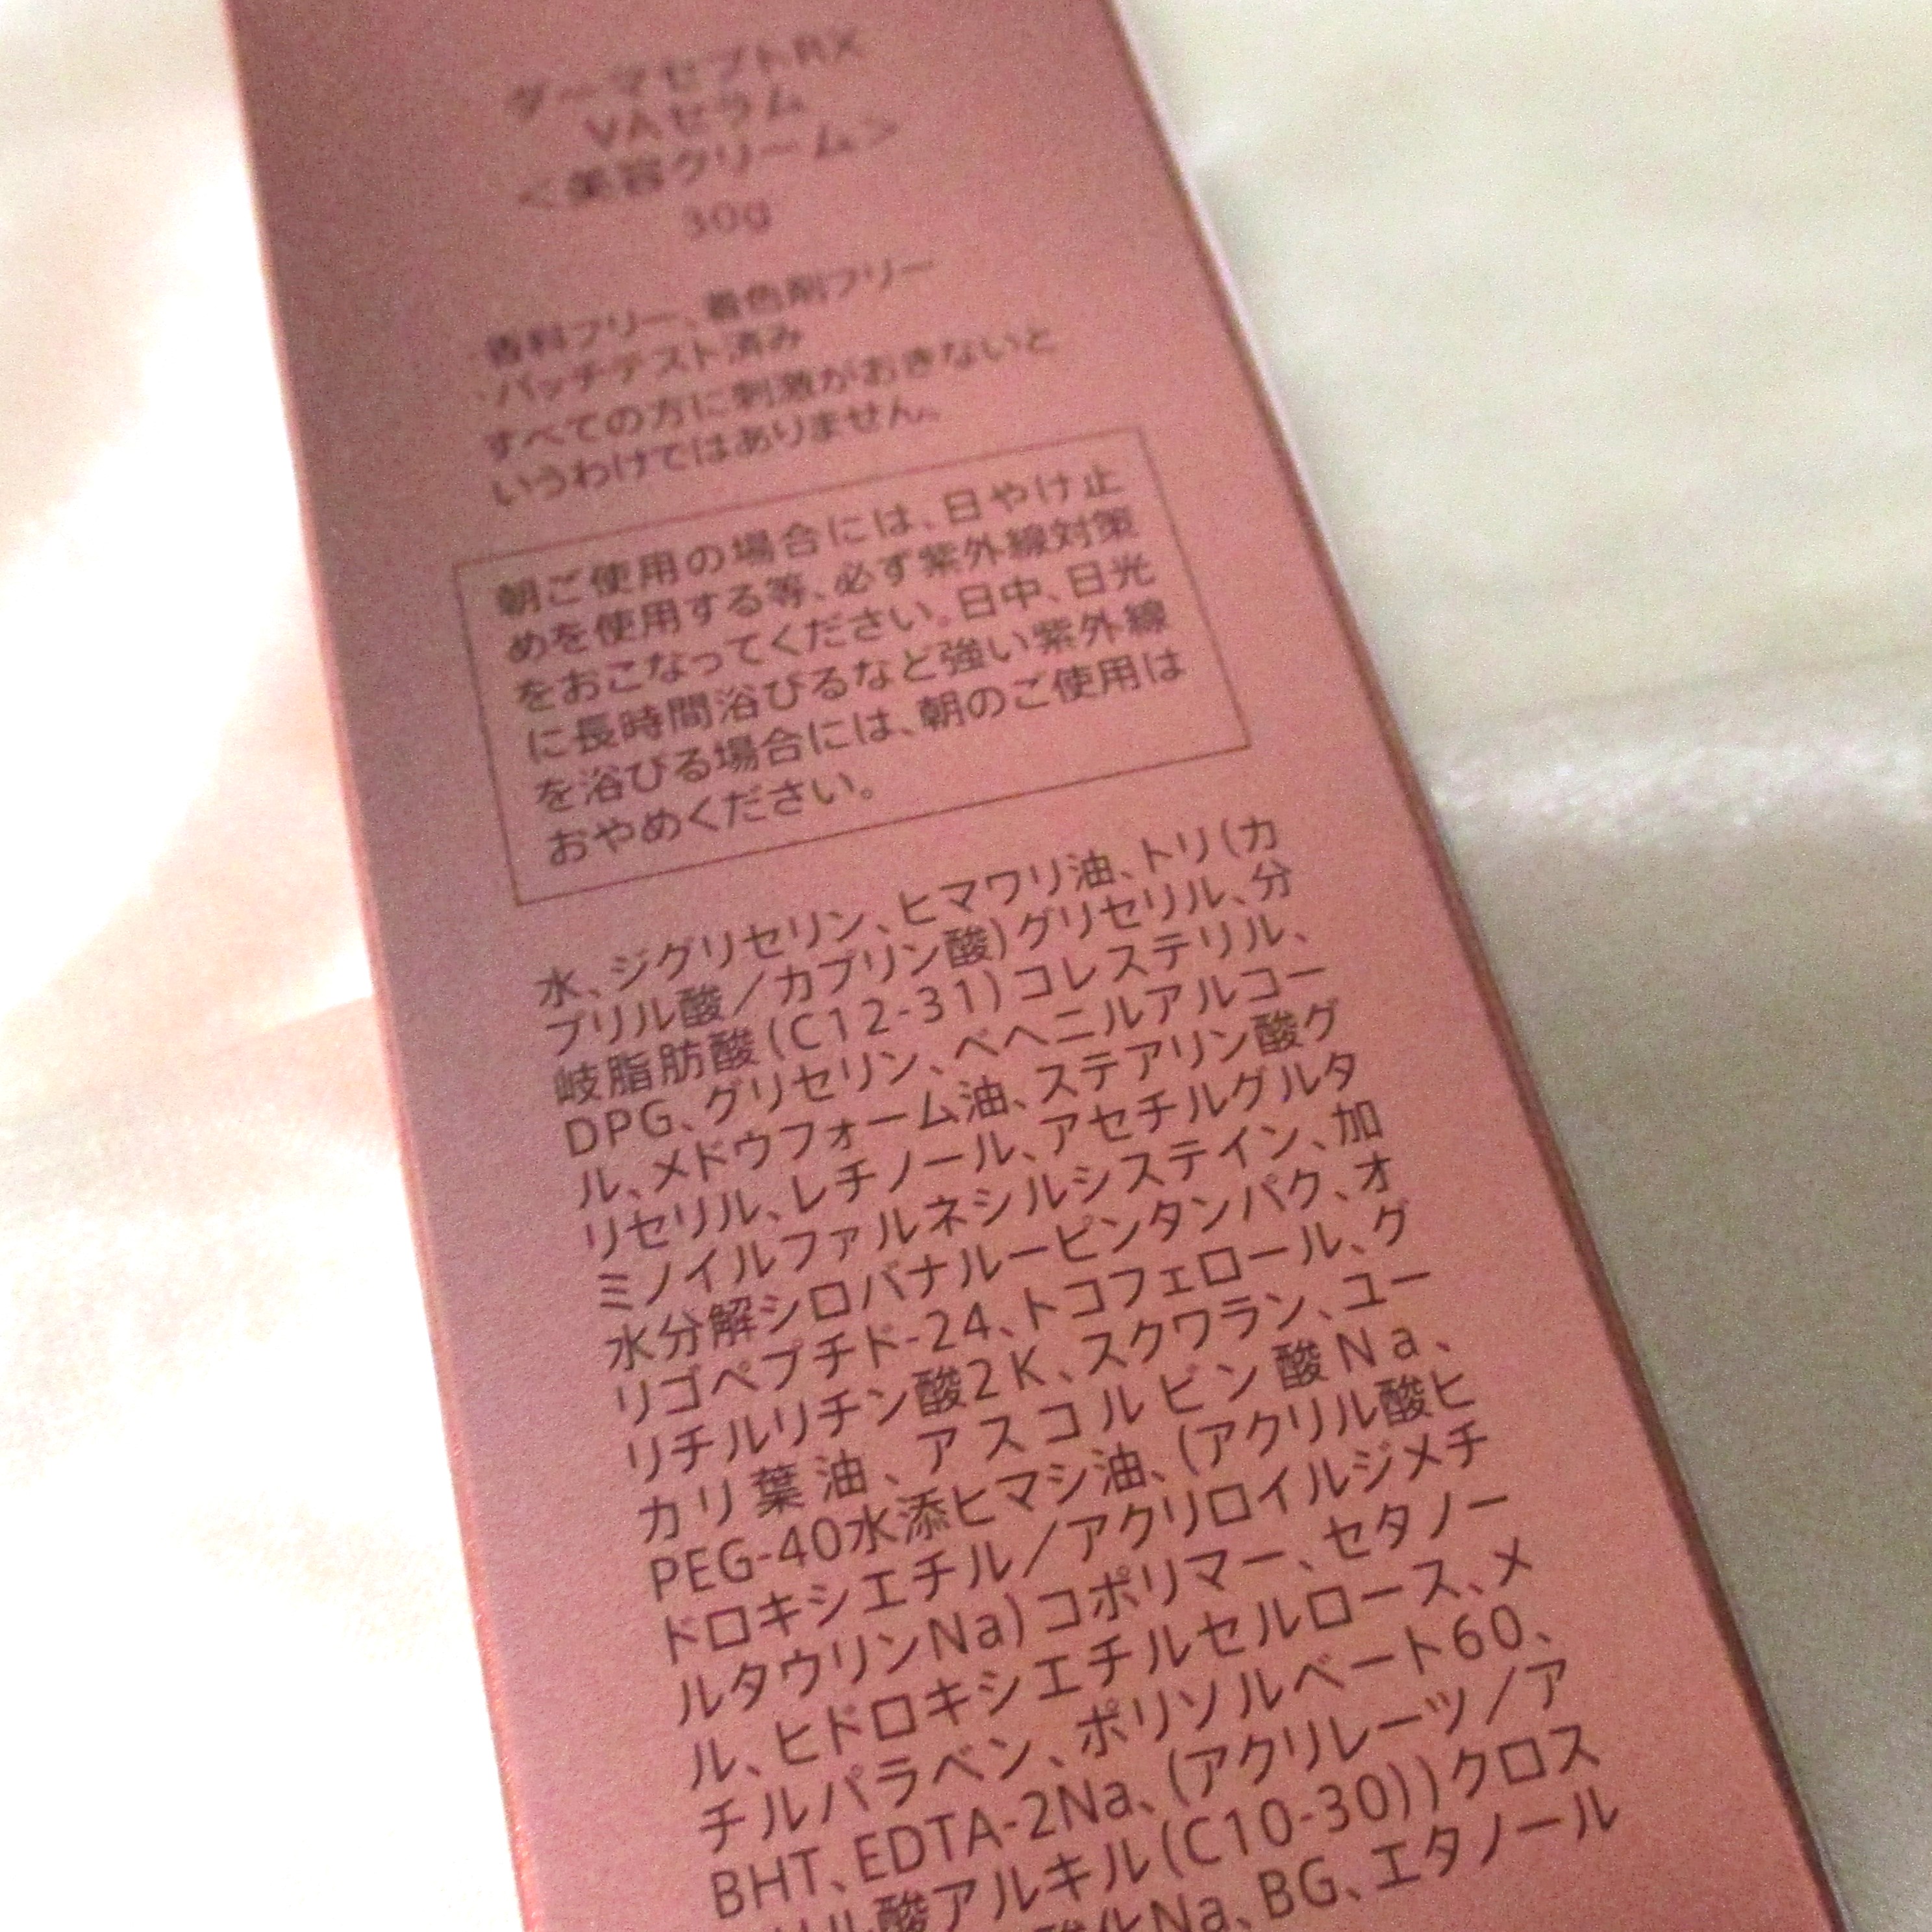 ダーマセプトRX
VAセラム
＜美容クリーム＞
30g
・香料フリー、着色剤フリー
・パッチテスト済み
すべての方に刺激がおきないと
いうわけではありません。
朝ご使用の場合には、日やけ止
めを使用する等、必ず紫外線対策
をおこなってください。日中、日光
に長時間浴びるなど強い紫外線
を浴びる場合には、朝のご使用は
おやめください。
水、ジグリセリン、ヒマワリ油、トリ（カ
プリル酸／カプリン酸）グリセリル、分
岐脂肪酸（C12-31）コレステリル、
DPG、グリセリン、ベヘニルアルコー
ル、メドウフォーム油、ステアリン酸グ
リセリル、レチノール、アセチルグルタ
ミノイルファルネシルシステイン、加
水分解シロバナルーピンタンパク、オ
リゴペプチド-24、トコフェロール、グ
リチルリチン酸2K、スクワラン、ユー
カリ葉油、アスコルビン酸Na、
PEG-40水添ヒマシ油、（アクリル酸ヒ
ドロキシエチル／アクリロイルジメチ
ルタウリンNa）コポリマー、セタノー
ル、ヒドロキシエチルセルロース、メ
チルパラベン、ポリソルベート60、
BHT、EDTA-2Na、（アクリレーツ／ア
リル酸アルキル（C10-30））クロス
酸化Na、BG、エタノール